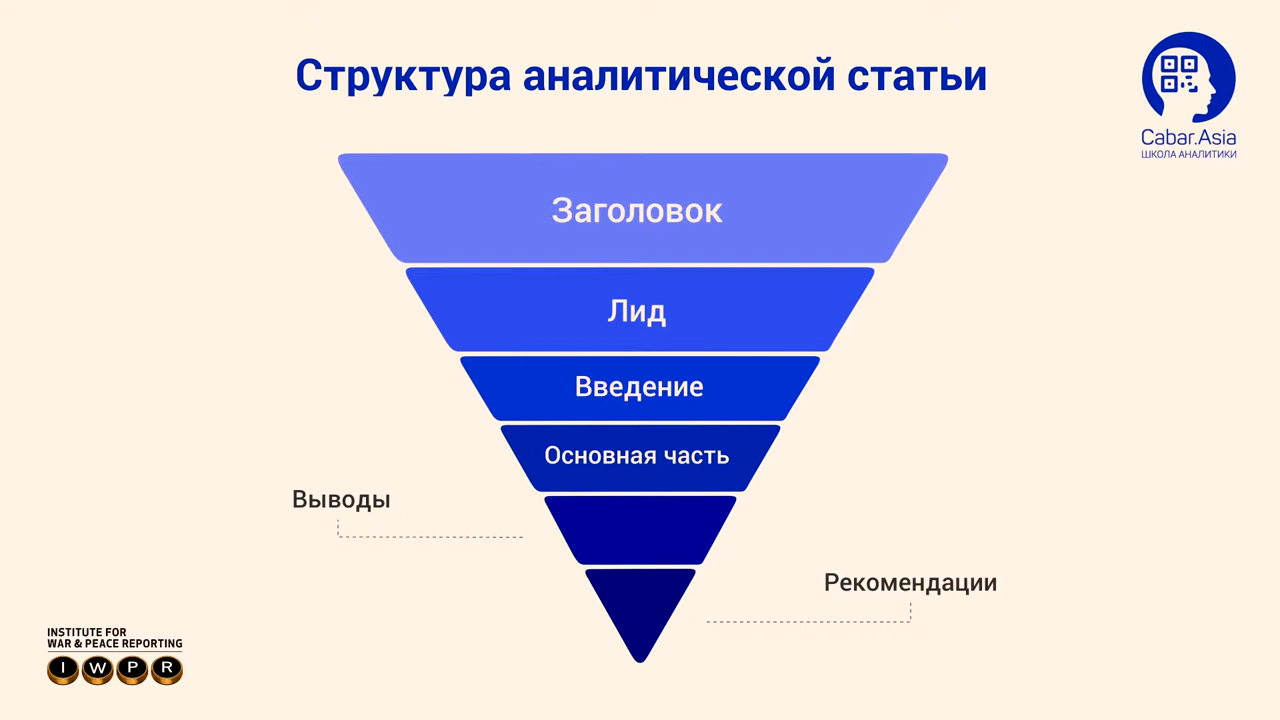 Структура аналитической статьи
Cabar.Asia
ШКОЛА АНАЛИТИКИ
Заголовок
Лид
Введение
Основная часть
Выводы
Рекомендации
INSTITUTE FOR
WAR & PEACE REPORTING
I W P R